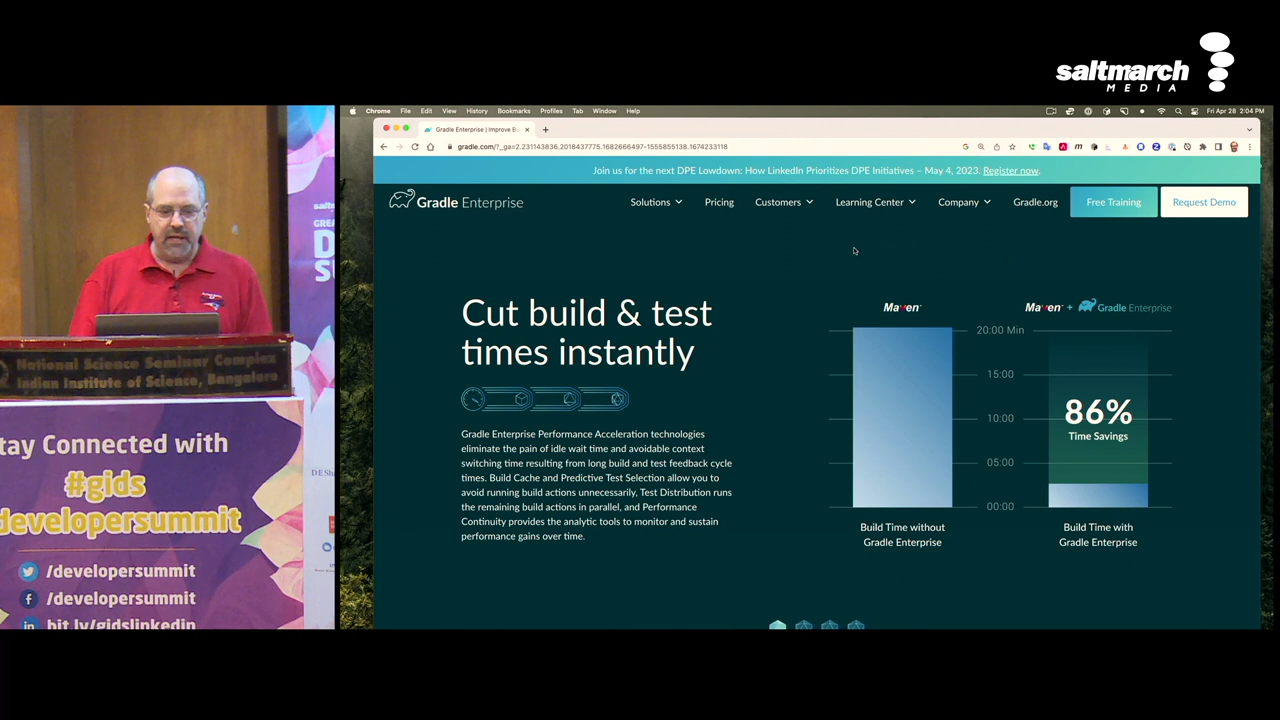 saltmarch
MEDIA
Chrome File Edit View History Bookmarks Profiles Tab Window Help
Fri Apr 28 2:04 PM
Gradle Enterprise | Improve B
gradle.com/?_ga=2.231143836.2018437775.1682666497-1555855138.1674233118
Join us for the next DPE Lowdown: How LinkedIn Prioritizes DPE Initiatives – May 4, 2023. Register now.
Gradle Enterprise
Solutions
Pricing
Customers
Learning Center
Company
Gradle.org
Free Training
Request Demo
Cut build & test
times instantly
Gradle Enterprise Performance Acceleration technologies
eliminate the pain of idle wait time and avoidable context
switching time resulting from long build and test feedback cycle
times. Build Cache and Predictive Test Selection allow you to
avoid running build actions unnecessarily, Test Distribution runs
the remaining build actions in parallel, and Performance
Continuity provides the analytic tools to monitor and sustain
performance gains over time.
Maven
Maven + Gradle Enterprise
20:00 Min
15:00
10:00
05:00
00:00
86%
Time Savings
Build Time without
Gradle Enterprise
Build Time with
Gradle Enterprise
National Science Seminar Complex
Indian Institute of Science, Bangalore
tay Connected with
#gids
developersummit
/developersummit
/developersummit
bit.ly/gidslinkedin